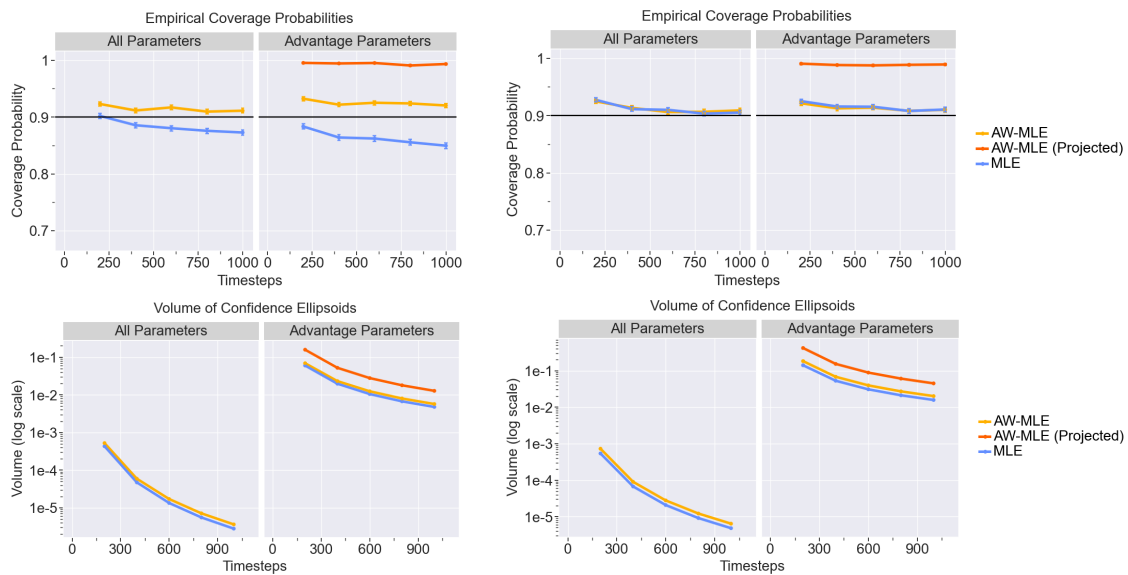 Empirical Coverage Probabilities
All Parameters
Advantage Parameters
Coverage Probability
1
0.9
0.8
0.7
0 250 500 750 1000
0 250 500 750 1000
Timesteps
Empirical Coverage Probabilities
All Parameters
Advantage Parameters
Coverage Probability
1
0.9
0.8
0.7
0 250 500 750 1000
0 250 500 750 1000
Timesteps
AW-MLE
AW-MLE (Projected)
MLE
Volume of Confidence Ellipsoids
All Parameters
Advantage Parameters
Volume (log scale)
1e-1
1e-2
1e-3
1e-4
1e-5
0 300 600 900
0 300 600 900
Timesteps
Volume of Confidence Ellipsoids
All Parameters
Advantage Parameters
Volume (log scale)
1e-1
1e-2
1e-3
1e-4
1e-5
0 300 600 900
0 300 600 900
Timesteps
AW-MLE
AW-MLE (Projected)
MLE